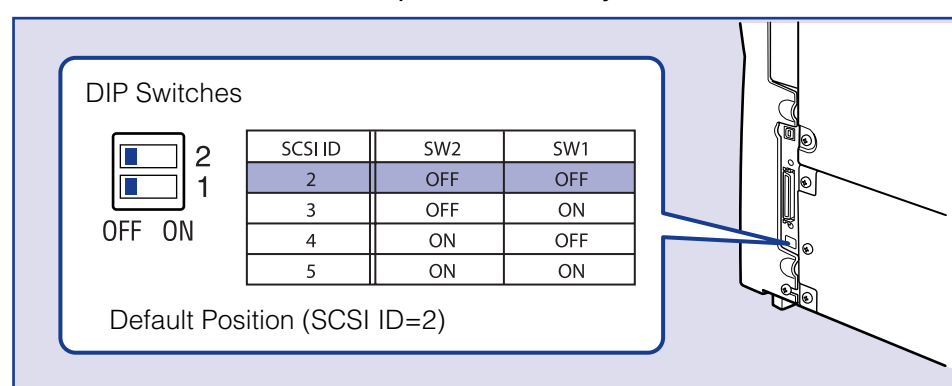 DIP Switches
2
1
OFF ON
SCSI ID SW2 SW1
2 OFF OFF
3 OFF ON
4 ON OFF
5 ON ON
Default Position (SCSI ID=2)